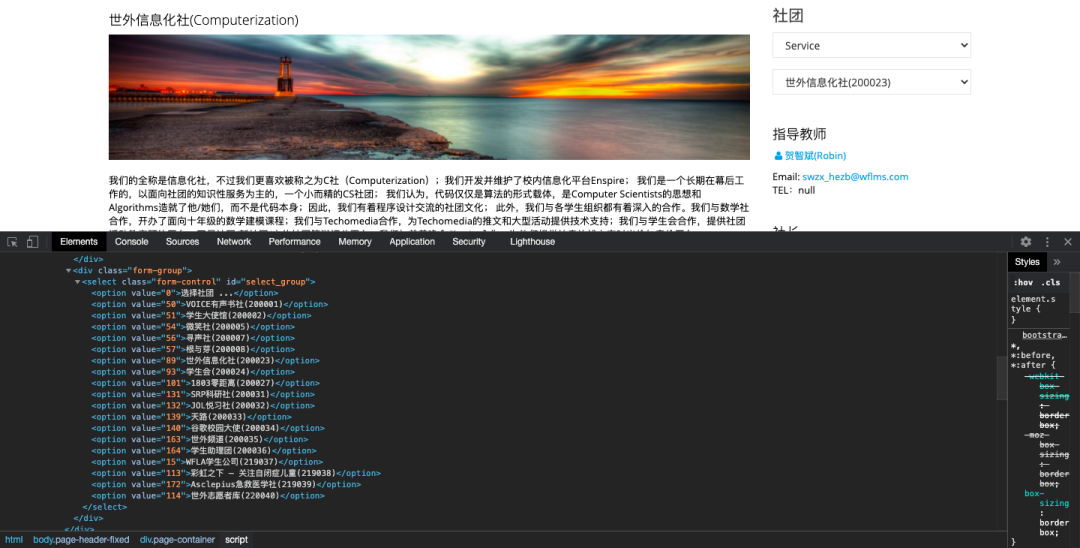 世外信息化社(Computerization)
我们的全称是信息化社，不过我们更喜欢被称之为C社（Computerization）；我们开发并维护了校内信息化平台Enspire； 我们是一个长期在幕后工
作的，以面向社团的知识性服务为主的，一个小而精的CS社团； 我们认为，代码仅仅是算法的形式载体，是Computer Scientists的思想和
Algorithms造就了他/她们，而不是代码本身；因此，我们有着程序设计交流的社团文化； 此外，我们与各学生组织都有着深入的合作。我们与数学社
合作，开办了面向十年级的数学建模课程；我们与Techomedia合作，为Techomedia的推文和大型活动提供技术支持；我们与学生会合作，提供社团
社团
Service
世外信息化社(200023)
指导教师
贺智斌(Robin)
Email: swzx_hezb@wflms.com
TEL：null
Elements Console Sources Network Performance Memory Application Security Lighthouse
</div>
▼<div class="form-group">
▼<select class="form-control" id="select_group">
<option value="0">选择社团 ...</option>
<option value="50">VOICE有声书社(200001)</option>
<option value="51">学生大使馆(200002)</option>
<option value="54">微笑社(200005)</option>
<option value="56">寻声社(200007)</option>
<option value="57">根与芽(200008)</option>
<option value="89">世外信息化社(200023)</option>
<option value="93">学生会(200024)</option>
<option value="101">1803零距离(200027)</option>
<option value="131">SRP科研社(200031)</option>
<option value="132">JOL悦习社(200032)</option>
<option value="139">天路(200033)</option>
<option value="140">谷歌校园大使(200034)</option>
<option value="163">世外频道(200035)</option>
<option value="164">学生助理团(200036)</option>
<option value="15">WFLA学生公司(219037)</option>
<option value="113">彩虹之下 – 关注自闭症儿童(219038)</option>
<option value="172">Asclepius急救医学社(219039)</option>
<option value="114">世外志愿者库(220040)</option>
</select>
</div>
</div>
html body.page-header-fixed div.page-container script
Styles »
:hov .cls
element.s
tyle {
}
bootstra…
*,
*:before,
*:after {
-webkit-
box-
sizing
:
border-
box;
-moz-
box-
sizing
:
border-
box;
box-
sizing
:
border-
box;
}